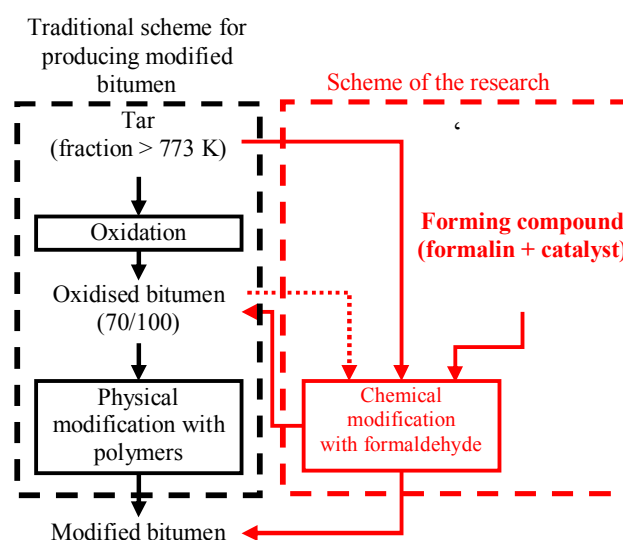 Traditional scheme for
producing modified
bitumen
Scheme of the research
Tar
(fraction > 773 K)
‘
Forming compound
(formalin + catalyst)
Oxidation
Oxidised bitumen
(70/100)
Physical
modification with
polymers
Chemical
modification
with formaldehyde
Modified bitumen